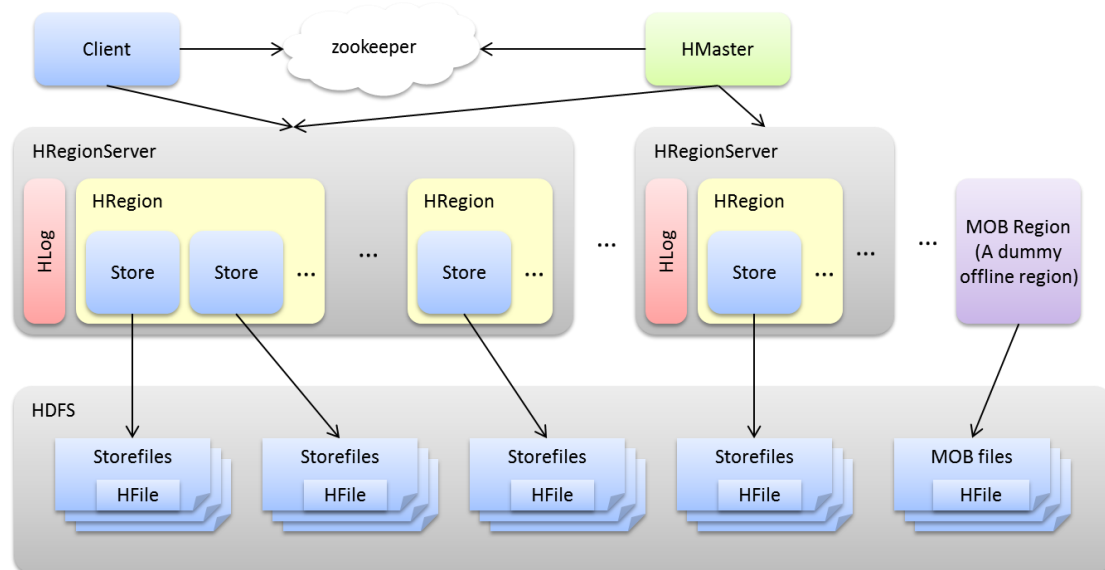 Client
zookeeper
HMaster
HRegionServer
HLog
HRegion
Store
Store
...
...
HRegion
Store
...
...
HRegionServer
HLog
HRegion
Store
...
...
...
MOB Region
(A dummy
offline region)
HDFS
Storefiles
HFile
Storefiles
HFile
Storefiles
HFile
Storefiles
HFile
MOB files
HFile